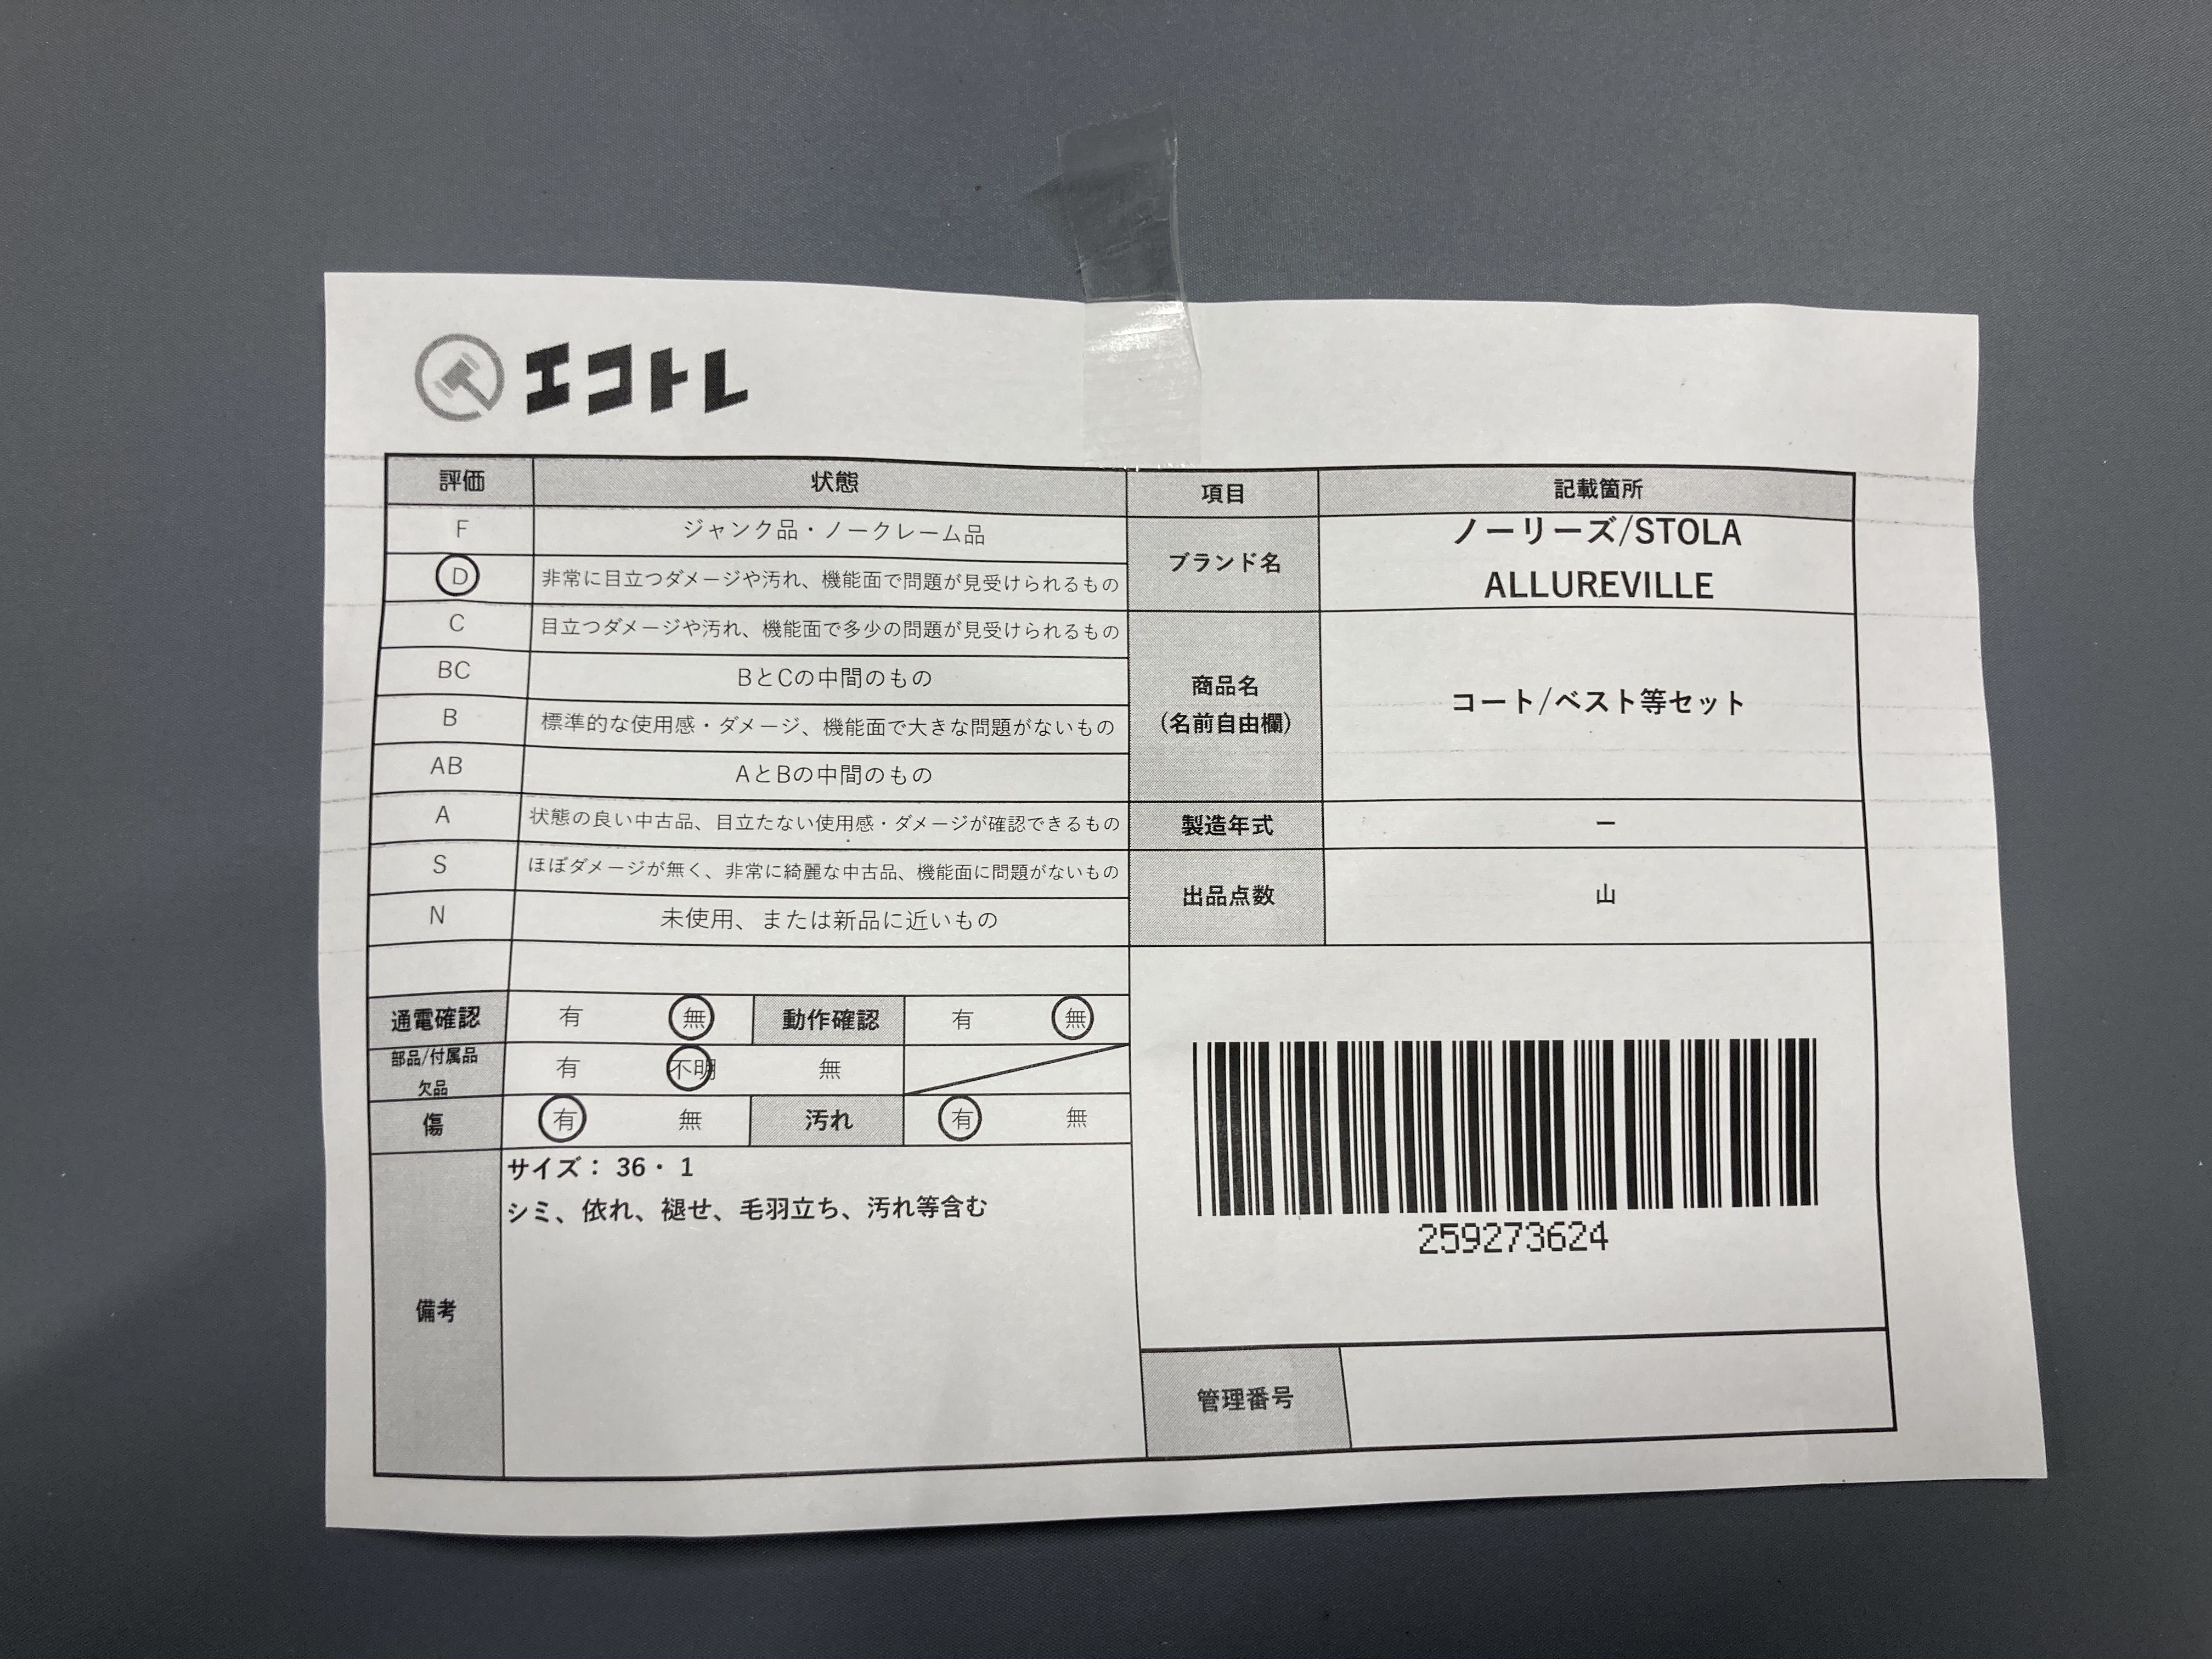 エコトレ
評価 状態 項目 記載箇所
F ジャンク品・ノークレーム品
D 非常に目立つダメージや汚れ、機能面で問題が見受けられるもの
C 目立つダメージや汚れ、機能面で多少の問題が見受けられるもの
BC BとCの中間のもの
B 標準的な使用感・ダメージ、機能面で大きな問題がないもの
AB AとBの中間のもの
A 状態の良い中古品、目立たない使用感・ダメージが確認できるもの
S ほぼダメージが無く、非常に綺麗な中古品、機能面に問題がないもの
N 未使用、または新品に近いもの
ブランド名 ノーリーズ/STOLA
ALLUREVILLE
商品名
（名前自由欄） コート/ベスト等セット
製造年式 ー
出品点数 山
通電確認 有 無 動作確認 有 無
部品/付属品
欠品 有 不明 無
傷 有 無 汚れ 有 無
備考
サイズ： 36・ 1
シミ、依れ、褪せ、毛羽立ち、汚れ等含む
259273624
管理番号